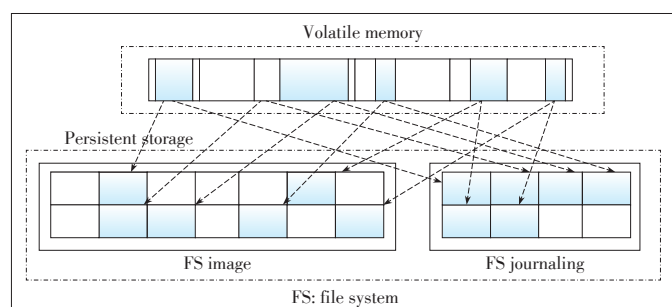 Volatile memory
Persistent storage
FS image
FS journaling
FS: file system